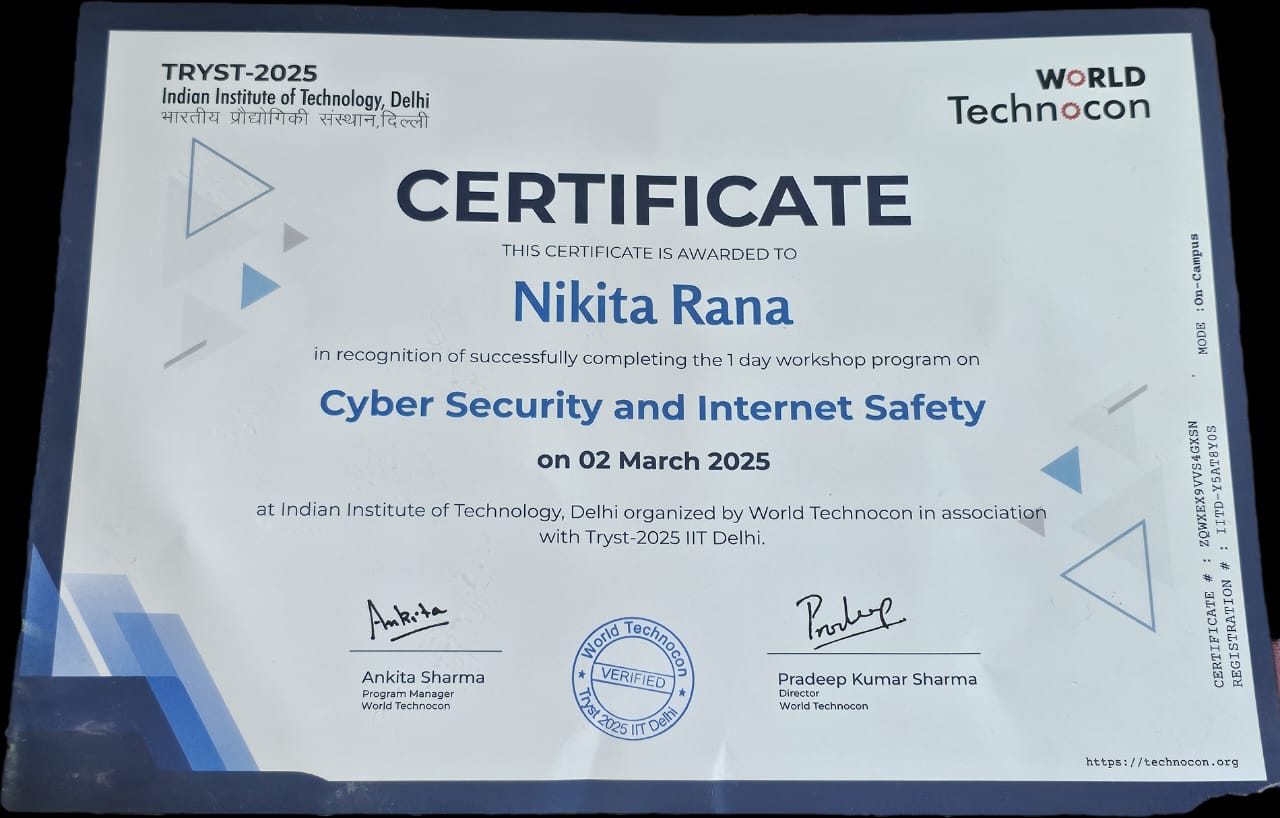 TRYST-2025
Indian Institute of Technology, Delhi
भारतीय प्रौद्योगिकी संस्थान,दिल्ली
WORLD
Technocon
CERTIFICATE
THIS CERTIFICATE IS AWARDED TO
Nikita Rana
in recognition of successfully completing the 1 day workshop program on
Cyber Security and Internet Safety
on 02 March 2025
at Indian Institute of Technology, Delhi organized by World Technocon in association
with Tryst-2025 IIT Delhi.
Ankita
Ankita Sharma
Program Manager
World Technocon
World Technocon
VERIFIED
Tryst 2025 IIT Delhi
Pradeep
Pradeep Kumar Sharma
Director
World Technocon
CERTIFICATE # : ZQWXEX9VVS4GXSN , MODE :On-Campus
REGISTRATION # : IITD-Y5AT8Y0S
https://technocon.org